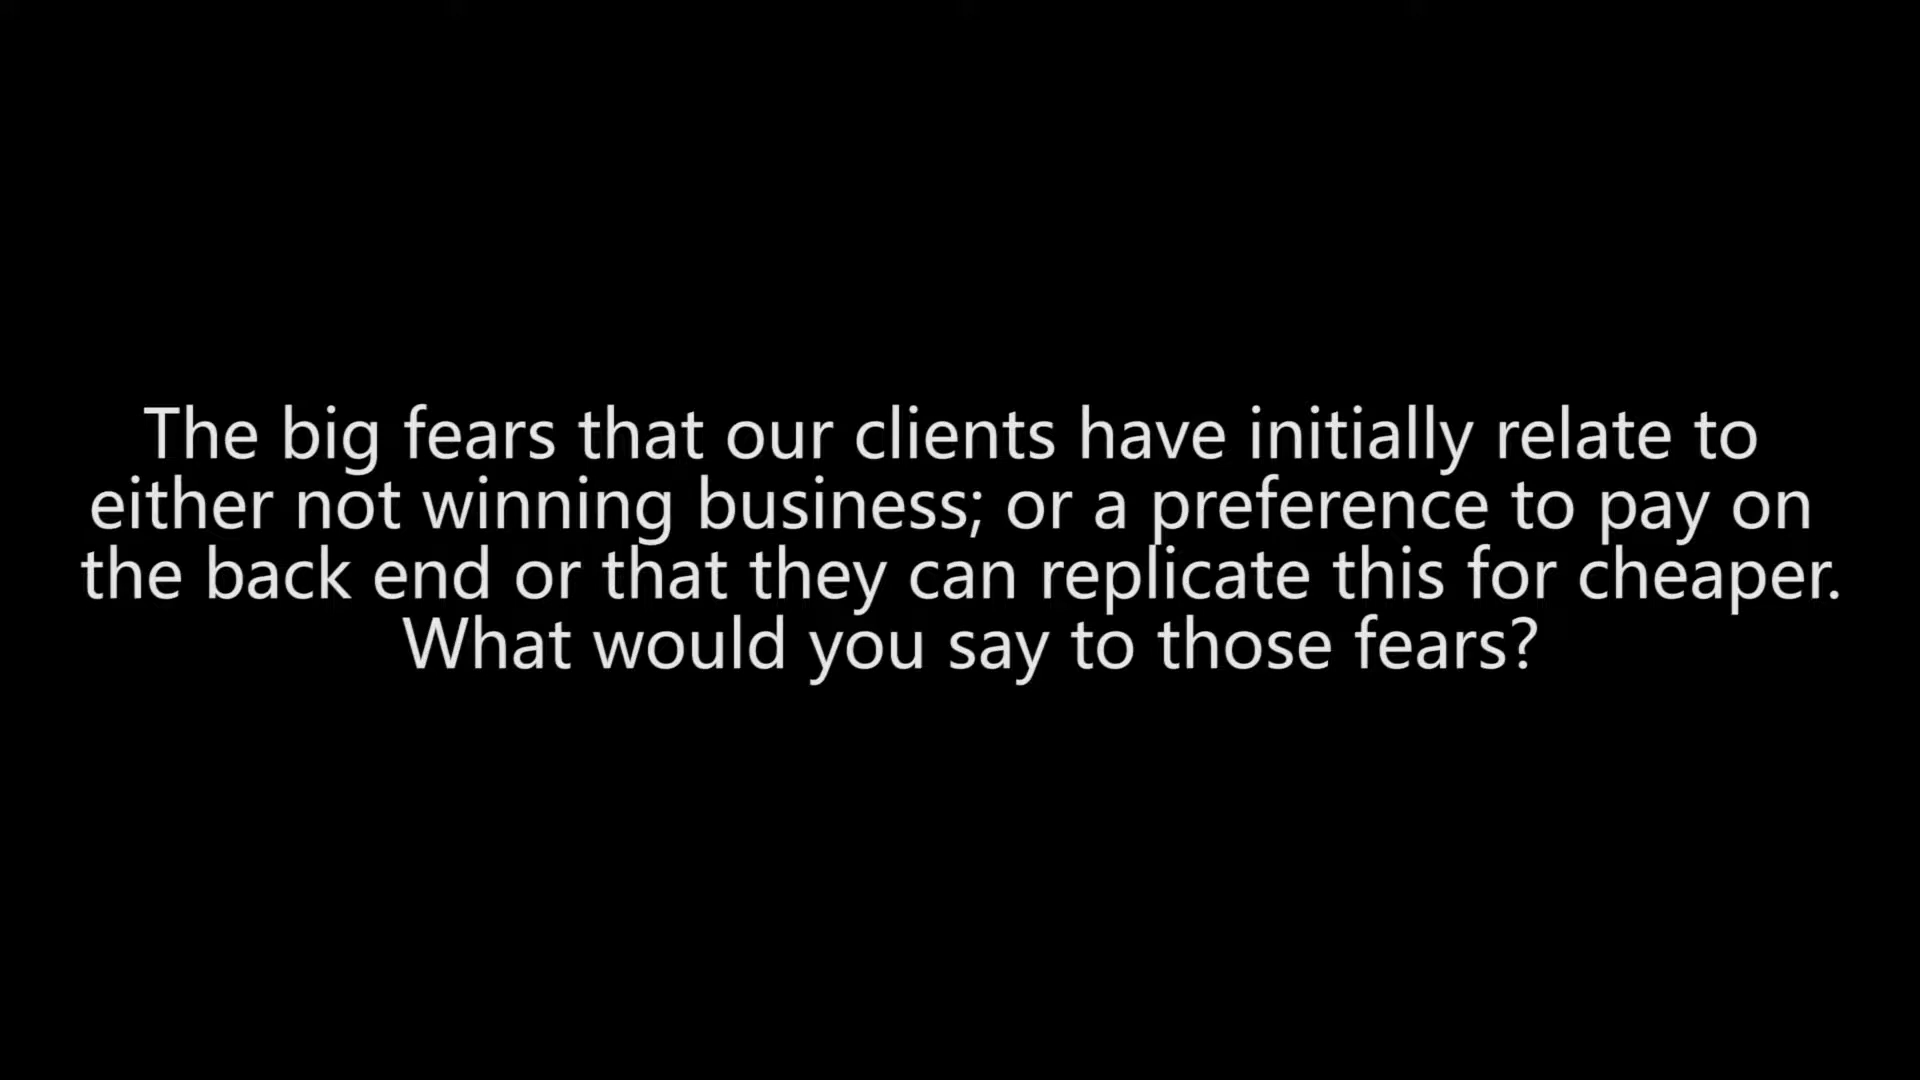 The big fears that our clients have initially relate to
either not winning business; or a preference to pay on
the back end or that they can replicate this for cheaper.
What would you say to those fears?